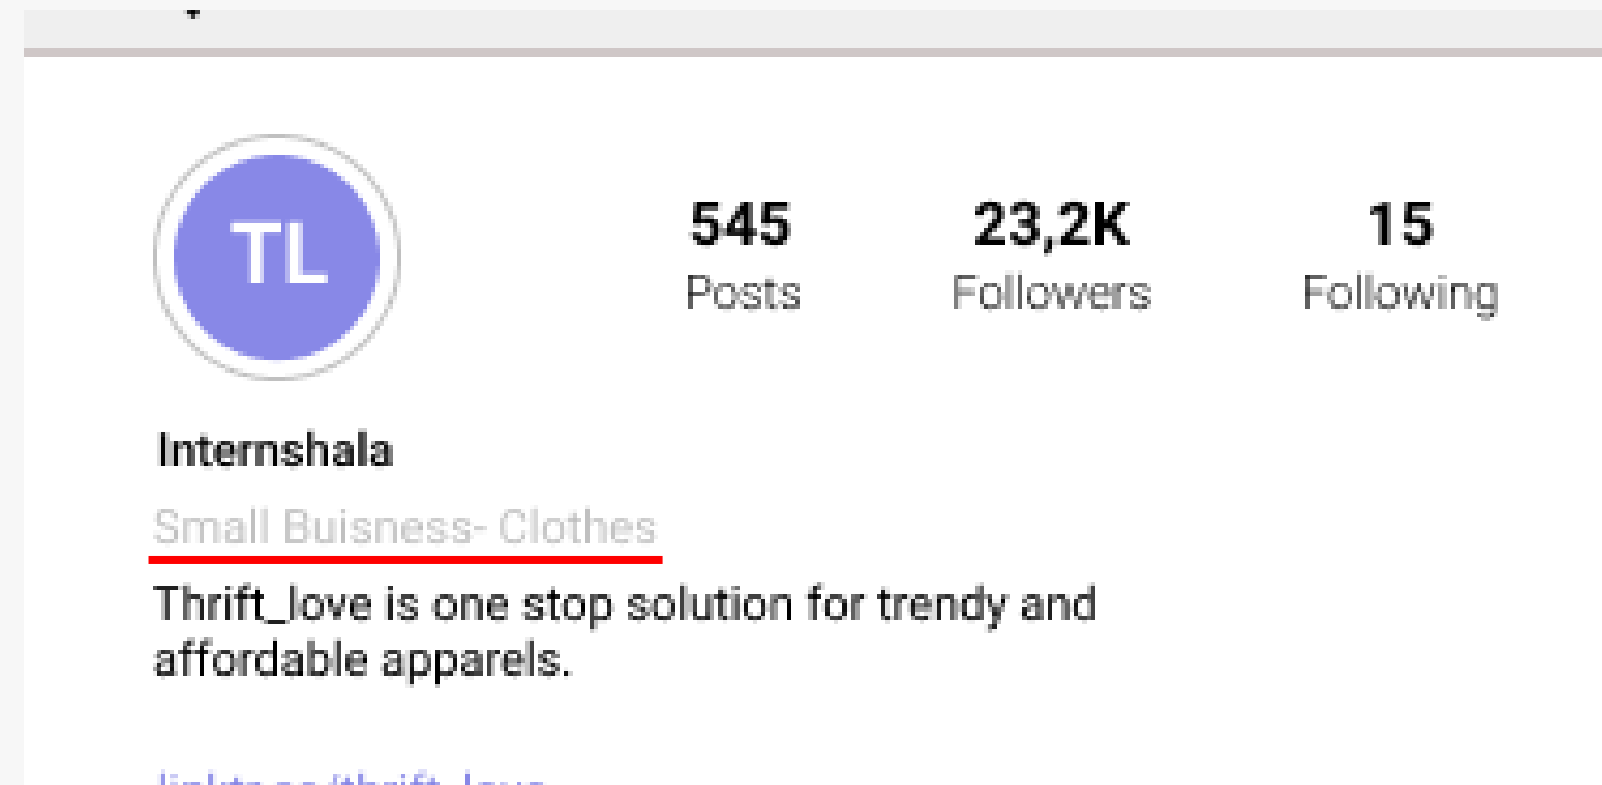 TL
545 23,2K 15
Posts Followers Following
Internshala
Small Buisness- Clothes
Thrift_love is one stop solution for trendy and
affordable apparels.